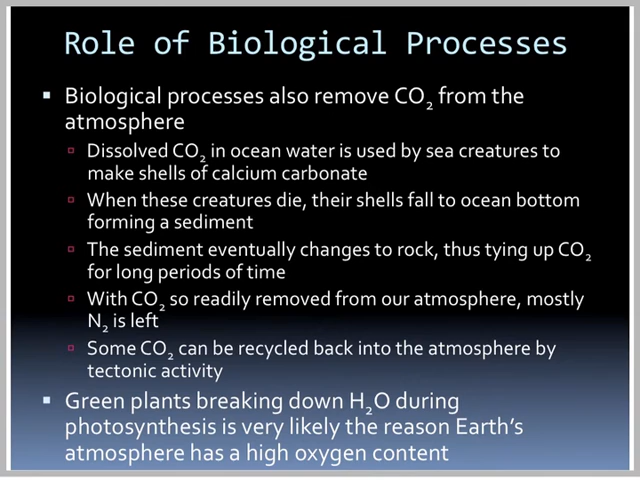 Role of Biological Processes
▪ Biological processes also remove CO₂ from the
atmosphere
▫ Dissolved CO₂ in ocean water is used by sea creatures to
make shells of calcium carbonate
▫ When these creatures die, their shells fall to ocean bottom
forming a sediment
▫ The sediment eventually changes to rock, thus tying up CO₂
for long periods of time
▫ With CO₂ so readily removed from our atmosphere, mostly
N₂ is left
▫ Some CO₂ can be recycled back into the atmosphere by
tectonic activity
▪ Green plants breaking down H₂O during
photosynthesis is very likely the reason Earth’s
atmosphere has a high oxygen content